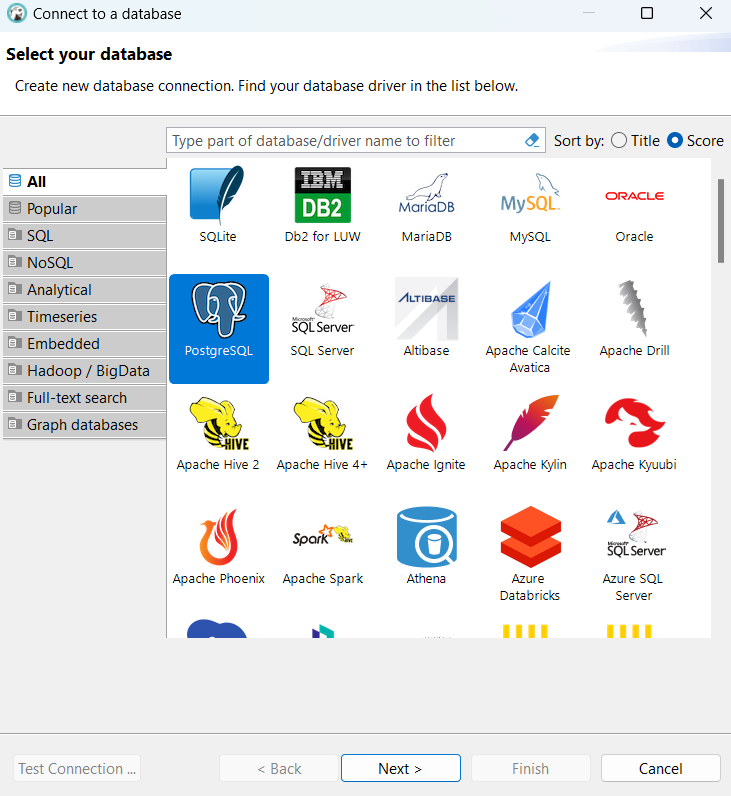 Connect to a database
Select your database
Create new database connection. Find your database driver in the list below.
Type part of database/driver name to filter
Sort by: Title Score
All
Popular
SQL
NoSQL
Analytical
Timeseries
Embedded
Hadoop / BigData
Full-text search
Graph databases
IBM
DB2
MariaDB
MySQL
ORACLE
SQLite
Db2 for LUW
MariaDB
MySQL
Oracle
Microsoft
SQL Server
ALTIBASE
PostgreSQL
SQL Server
Altibase
Apache Calcite
Avatica
Apache Drill
HIVE
HIVE
Apache Hive 2
Apache Hive 4+
Apache Ignite
Apache Kylin
Apache Kyuubi
Spark
HIVE
Microsoft
SQL Server
Apache Phoenix
Apache Spark
Athena
Azure
Databricks
Azure SQL
Server
Test Connection ...
< Back
Next >
Finish
Cancel